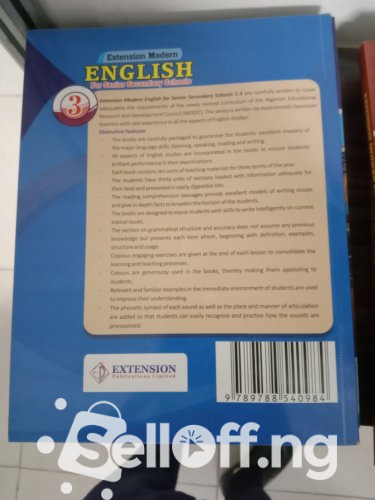 Extension Modern
ENGLISH
For Senior Secondary Schools
3
Extension Modern English for Senior Secondary Schools 1-3 are carefully written to cover
adequately the requirements of the newly revised curriculum of the Nigerian Educational
Research and Development Council (NERDC). The series is written by experienced classroom
teachers with vast experience in all the aspects of English studies.
Distinctive Features
The books are carefully packaged to guarantee the students' excellent mastery of
the major language skills; listening, speaking, reading and writing.
All aspects of English studies are incorporated in the books to ensure students'
brilliant performance in their examinations.
Each book contains ten units of teaching materials for three terms of the year.
The students have thirty units of sections loaded with information adequate for
their level and presented in easily digestible bits.
The reading comprehension passages provide excellent models of writing essays
and give in-depth facts to broaden the horizon of the students.
The books are designed to equip students with skills to write intelligently on current
topical issues.
The section on grammatical structure and accuracy does not assume any previous
knowledge but presents each item afresh, beginning with definition, examples,
structure and usage.
Copious engaging exercises are given at the end of each lesson to consolidate the
learning and teaching processes.
Colours are generously used in the books, thereby making them appealing to
students
Relevant and familiar examples in the immediate environment of students are used
to improve their understanding.
The phonetic symbol of each sound as well as the place and manner of articulation
are added so that students can easily recognise and practise how the sounds are
pronounced.
EXTENSION
Publications Limited
9 789788 540984
Selloff.ng